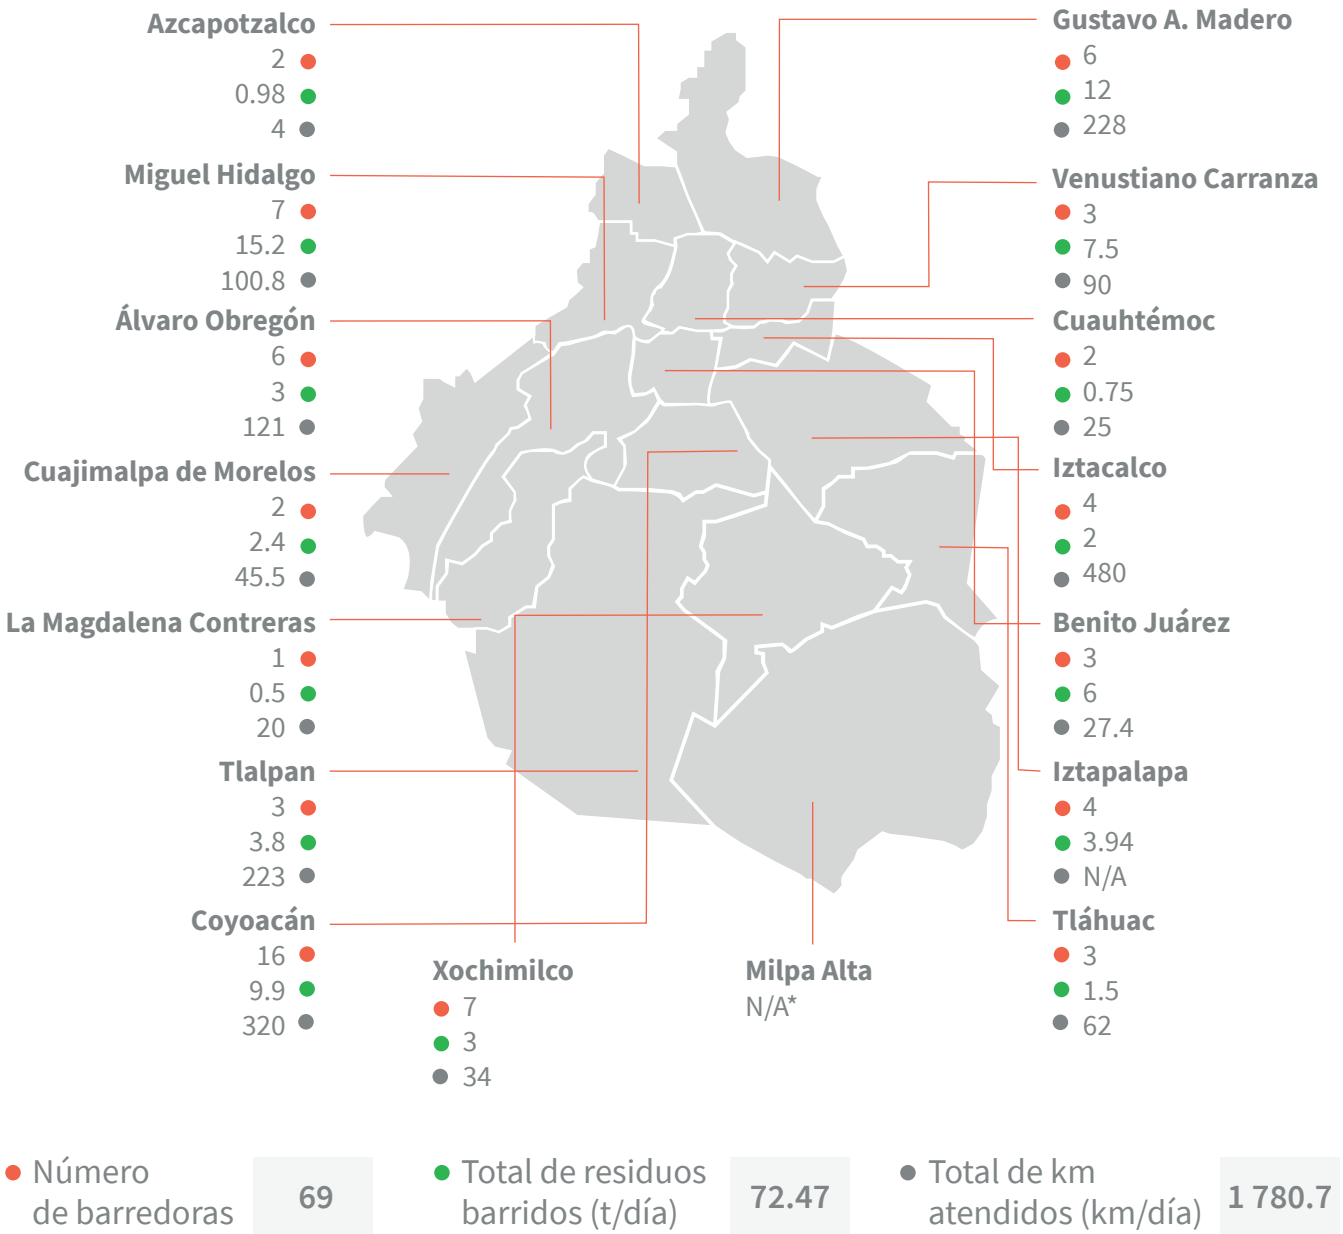 Azcapotzalco
2
0.98
4
Miguel Hidalgo
7
15.2
100.8
Álvaro Obregón
6
3
121
Cuajimalpa de Morelos
2
2.4
45.5
La Magdalena Contreras
1
0.5
20
Tlalpan
3
3.8
223
Coyoacán
16
9.9
320
Xochimilco
7
3
34
Milpa Alta
N/A*
Gustavo A. Madero
6
12
228
Venustiano Carranza
3
7.5
90
Cuauhtémoc
2
0.75
25
Iztacalco
4
2
480
Benito Juárez
3
6
27.4
Iztapalapa
4
3.94
N/A
Tláhuac
3
1.5
62
Número
de barredoras
69
Total de residuos
barridos (t/día)
72.47
Total de km
atendidos (km/día)
1 780.7